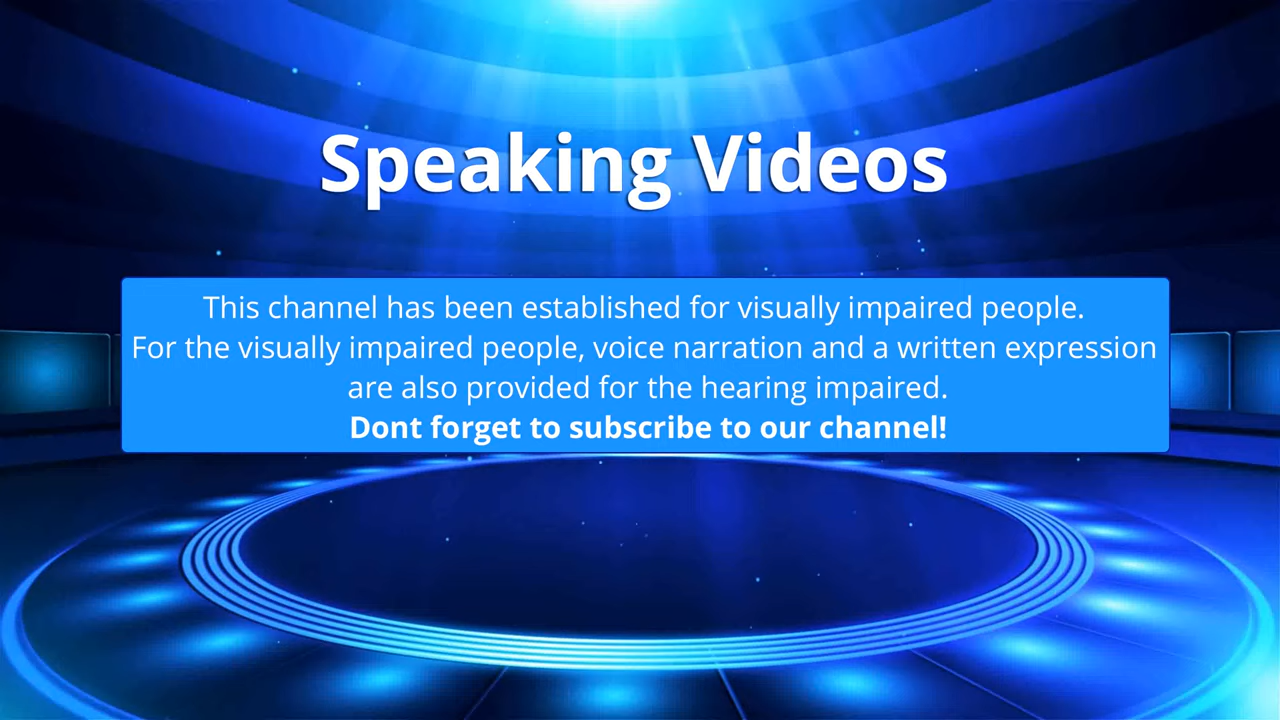 Speaking Videos
This channel has been established for visually impaired people.
For the visually impaired people, voice narration and a written expression
are also provided for the hearing impaired.
Dont forget to subscribe to our channel!